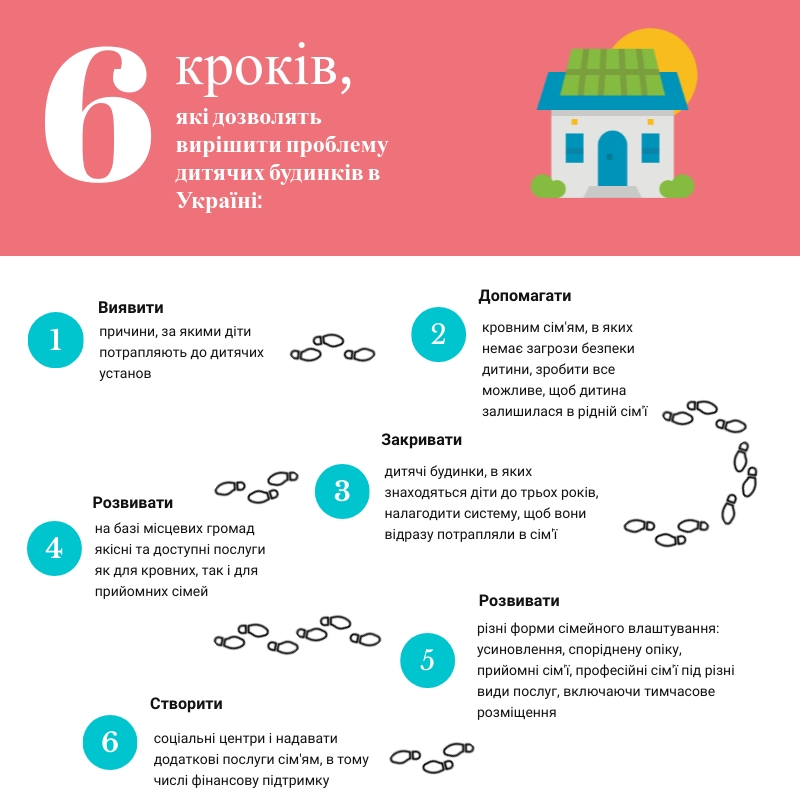 6
кроків,
які дозволять
вирішити проблему
дитячих будинків в
Україні:
1
Виявити
причини, за якими діти
потрапляють до дитячих
установ
2
Допомагати
кровним сім'ям, в яких
немає загрози безпеки
дитини, зробити все
можливе, щоб дитина
залишилася в рідній сім'ї
3
Закривати
дитячі будинки, в яких
знаходяться діти до трьох років,
налагодити систему, щоб вони
відразу потрапляли в сім'ї
4
Розвивати
на базі місцевих громад
якісні та доступні послуги
як для кровних, так і для
прийомних сімей
5
Розвивати
різні форми сімейного влаштування:
усиновлення, споріднену опіку,
прийомні сім'ї, професійні сім'ї під різні
види послуг, включаючи тимчасове
розміщення
6
Створити
соціальні центри і надавати
додаткові послуги сім'ям, в тому
числі фінансову підтримку